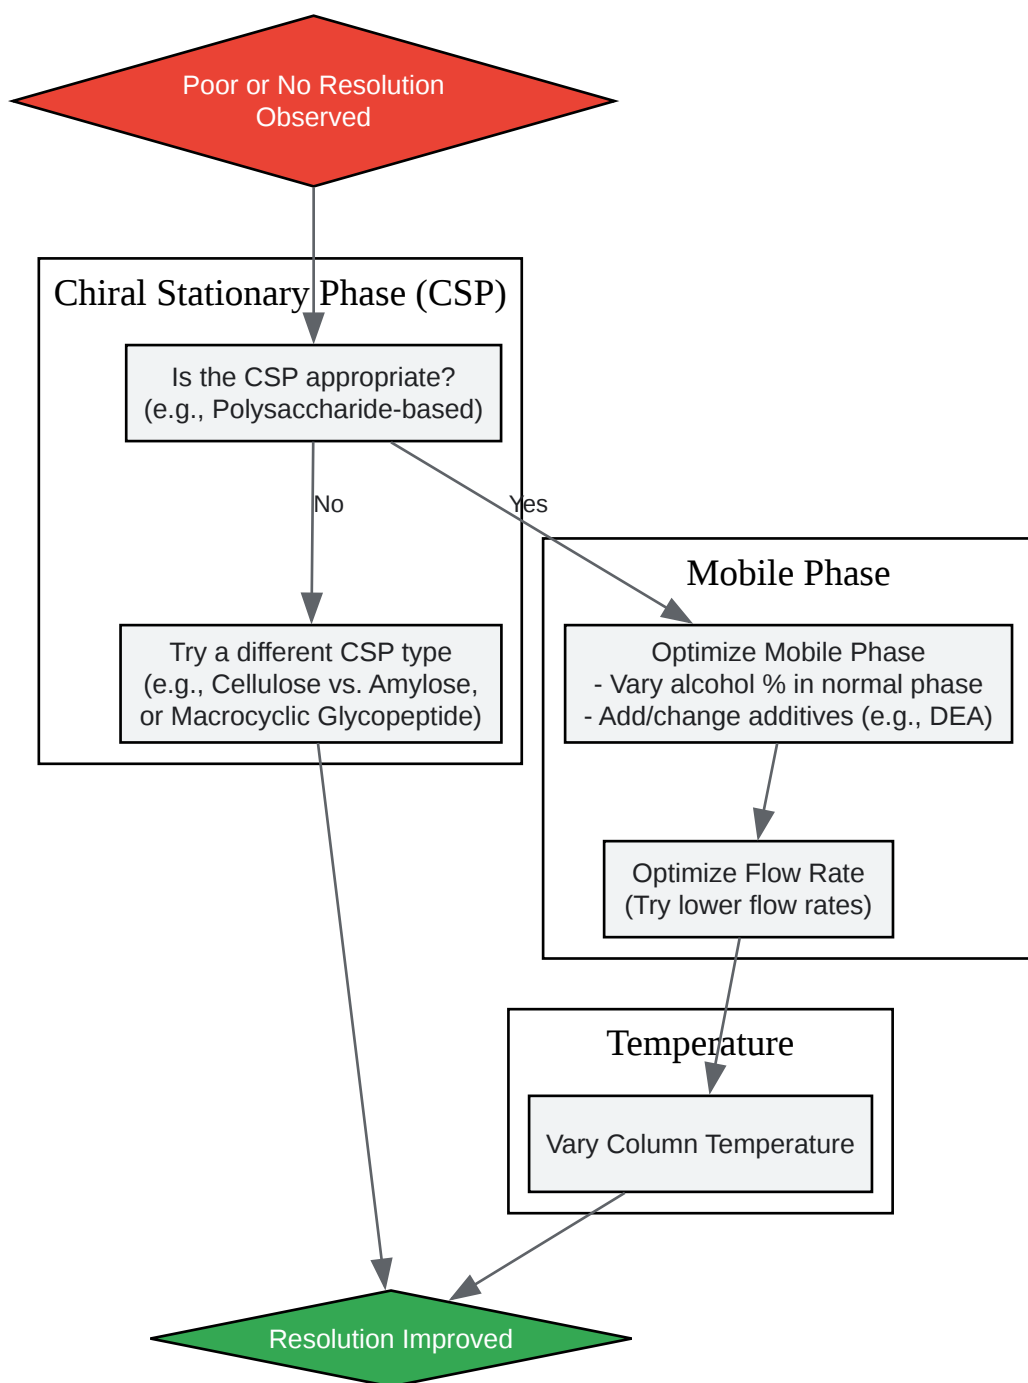 Poor or No Resolution
Observed
Chiral Stationary Phase (CSP)
Is the CSP appropriate?
(e.g., Polysaccharide-based)
No
Yes
Mobile Phase
Try a different CSP type
(e.g., Cellulose vs. Amylose,
or Macrocyclic Glycopeptide)
Optimize Mobile Phase
- Vary alcohol % in normal phase
- Add/change additives (e.g., DEA)
Optimize Flow Rate
(Try lower flow rates)
Temperature
Vary Column Temperature
Resolution Improved